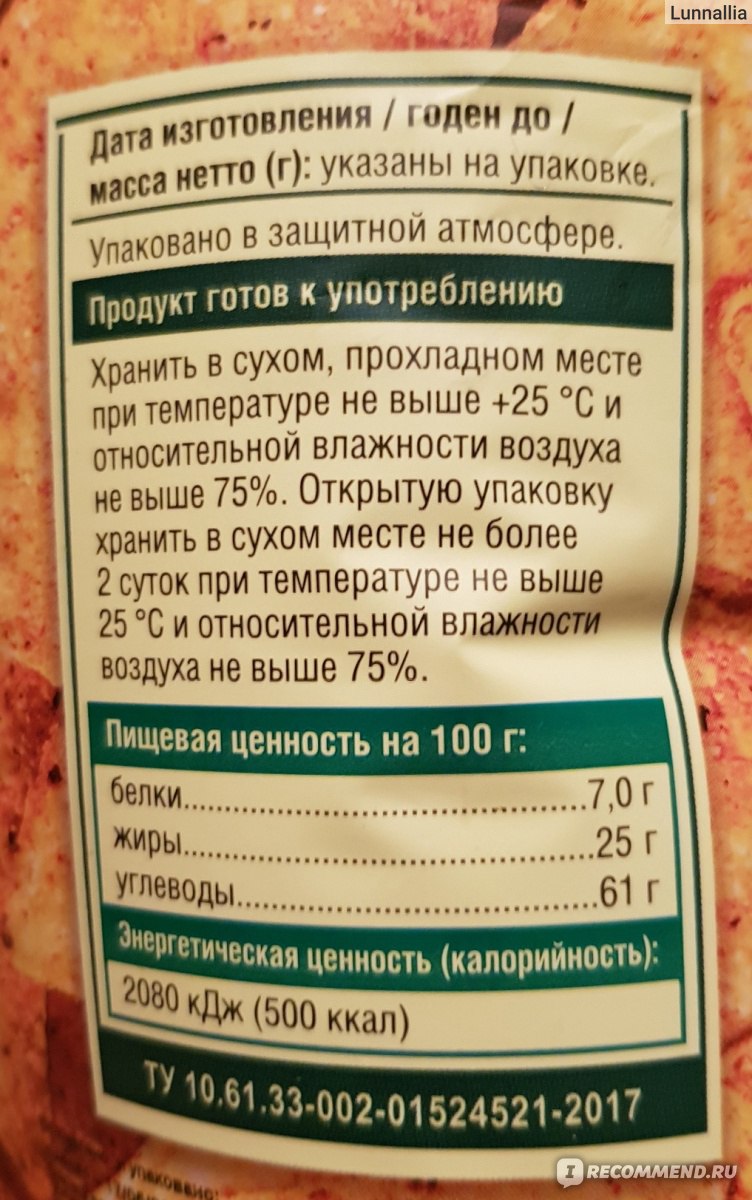 Lunnallia
Дата изготовления / годен до /
масса нетто (г): указаны на упаковке.
Упаковано в защитной атмосфере.
Продукт готов к употреблению
Хранить в сухом, прохладном месте
при температуре не выше +25 °C и
относительной влажности воздуха
не выше 75%. Открытую упаковку
хранить в сухом месте не более
2 суток при температуре не выше
25 °C и относительной влажности
воздуха не выше 75%.
Пищевая ценность на 100 г:
белки....................................7,0 г
жиры.....................................25 г
углеводы................................61 г
Энергетическая ценность (калорийность):
2080 кДж (500 ккал)
ТУ 10.61.33-002-01524521-2017
упаковано:
IRECOMMEND.RU